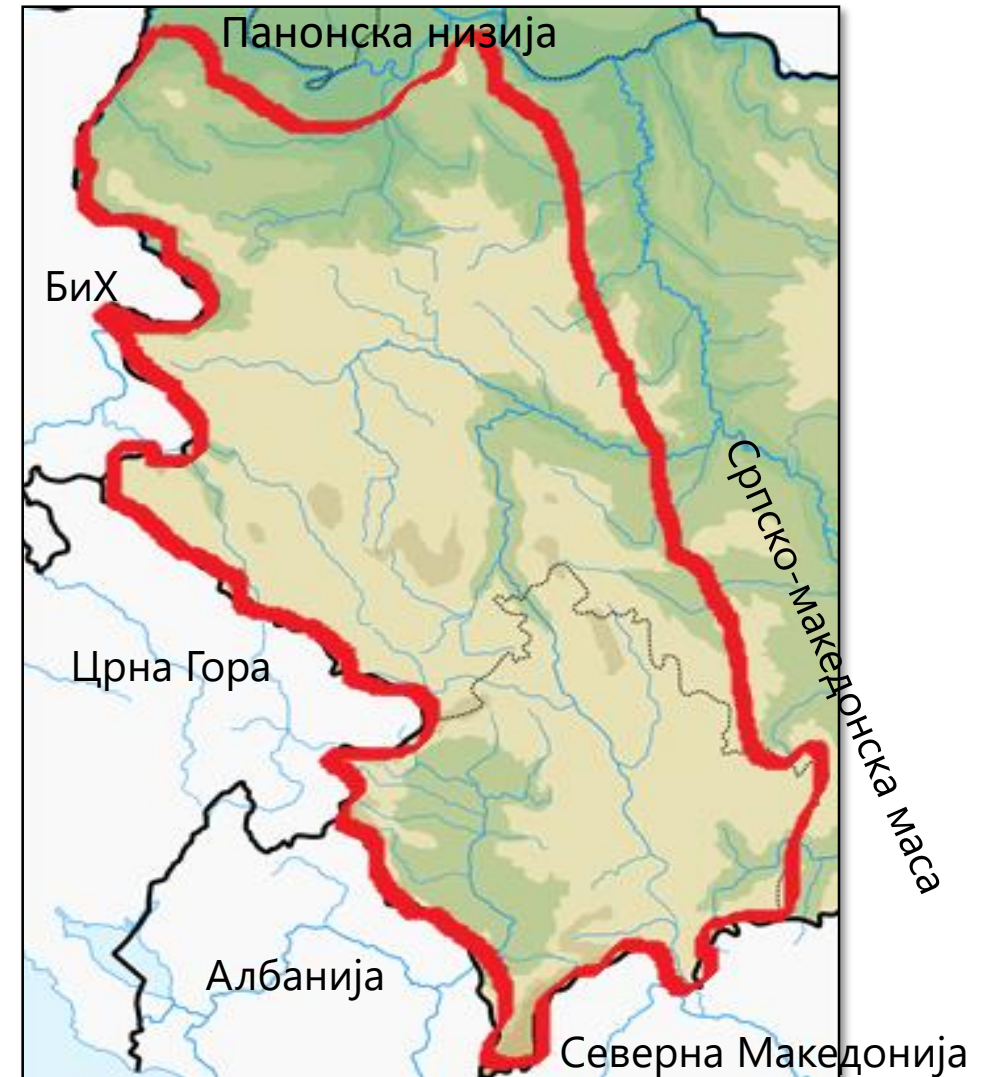 Панонска низија
БиХ
Српско-македонска маса
Црна Гора
Албанија
Северна Македонија